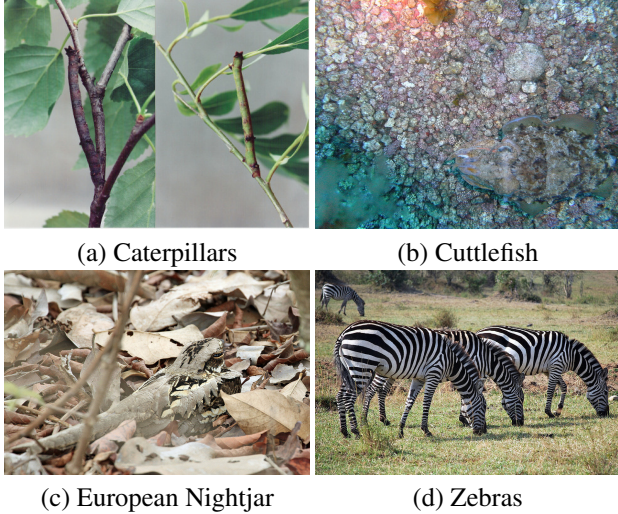 (a) Caterpillars
(b) Cuttlefish
(c) European Nightjar
(d) Zebras